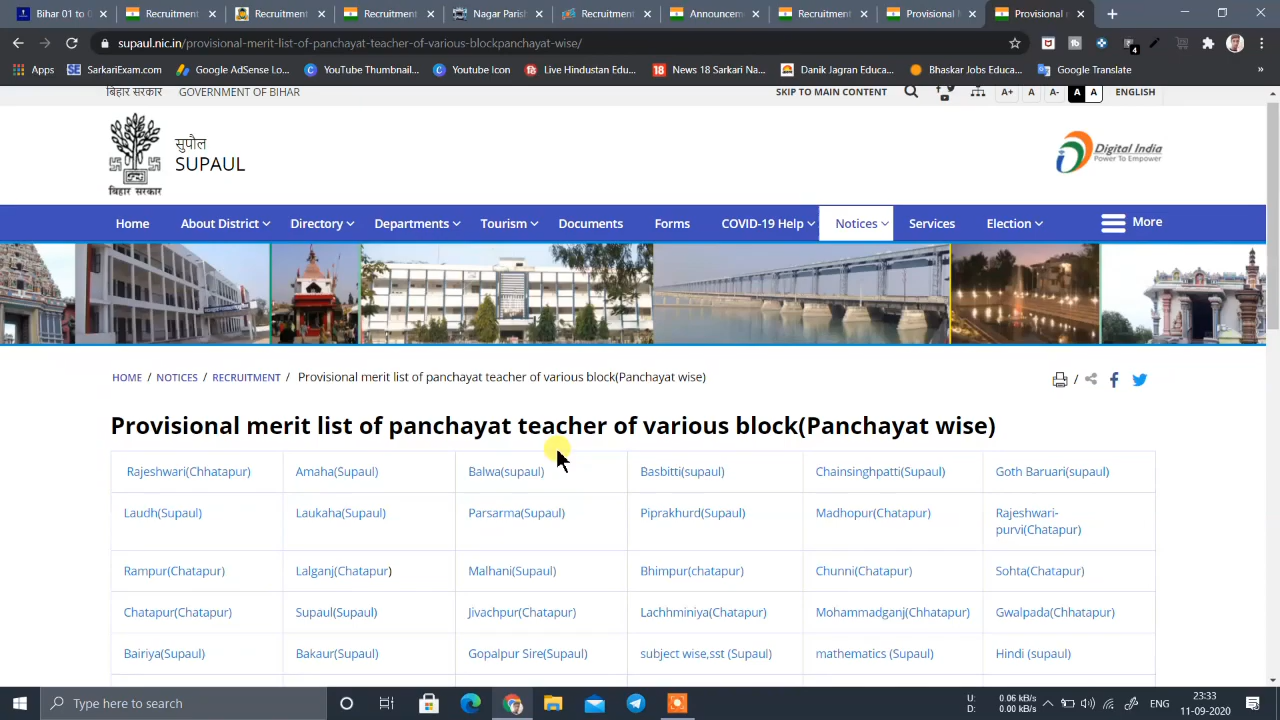 Bihar 01 to
Recruitment
Recruitment
Recruitment
Nagar Parish
Recruitment
Announcem
Recruitment
Provisional M
Provisional
supaul.nic.in/provisional-merit-list-of-panchayat-teacher-of-various-blockpanchayat-wise/
4
Apps
SarkariExam.com
Google AdSense Lo...
YouTube Thumbnail...
Youtube Icon
Live Hindustan Edu...
News 18 Sarkari Na...
Danik Jagran Educa...
Bhaskar Jobs Educa...
Google Translate
»
बिहार सरकार GOVERNMENT OF BIHAR
SKIP TO MAIN CONTENT
A+ A A- A A
ENGLISH
बिहार सरकार
सुपौल
SUPAUL
Digital India
Power To Empower
Home About District Directory Departments Tourism Documents Forms COVID-19 Help Notices Services Election More
HOME / NOTICES / RECRUITMENT / Provisional merit list of panchayat teacher of various block(Panchayat wise)
Provisional merit list of panchayat teacher of various block(Panchayat wise)
Rajeshwari(Chhatapur) Amaha(Supaul) Balwa(supaul) Basbitti(supaul) Chainsinghpatti(Supaul) Goth Baruari(supaul)
Laudh(Supaul) Laukaha(Supaul) Parsarma(Supaul) Piprakhurd(Supaul) Madhopur(Chatapur) Rajeshwari-
purvi(Chatapur)
Rampur(Chatapur) Lalganj(Chatapur) Malhani(Supaul) Bhimpur(chatapur) Chunni(Chatapur) Sohta(Chatapur)
Chatapur(Chatapur) Supaul(Supaul) Jivachpur(Chatapur) Lachhminiya(Chatapur) Mohammadganj(Chhatapur) Gwalpada(Chhatapur)
Bairiya(Supaul) Bakaur(Supaul) Gopalpur Sire(Supaul) subject wise,sst (Supaul) mathematics (Supaul) Hindi (supaul)
Type here to search
U: 0.06 kB/s
D: 0.00 kB/s
ENG
23:33
11-09-2020